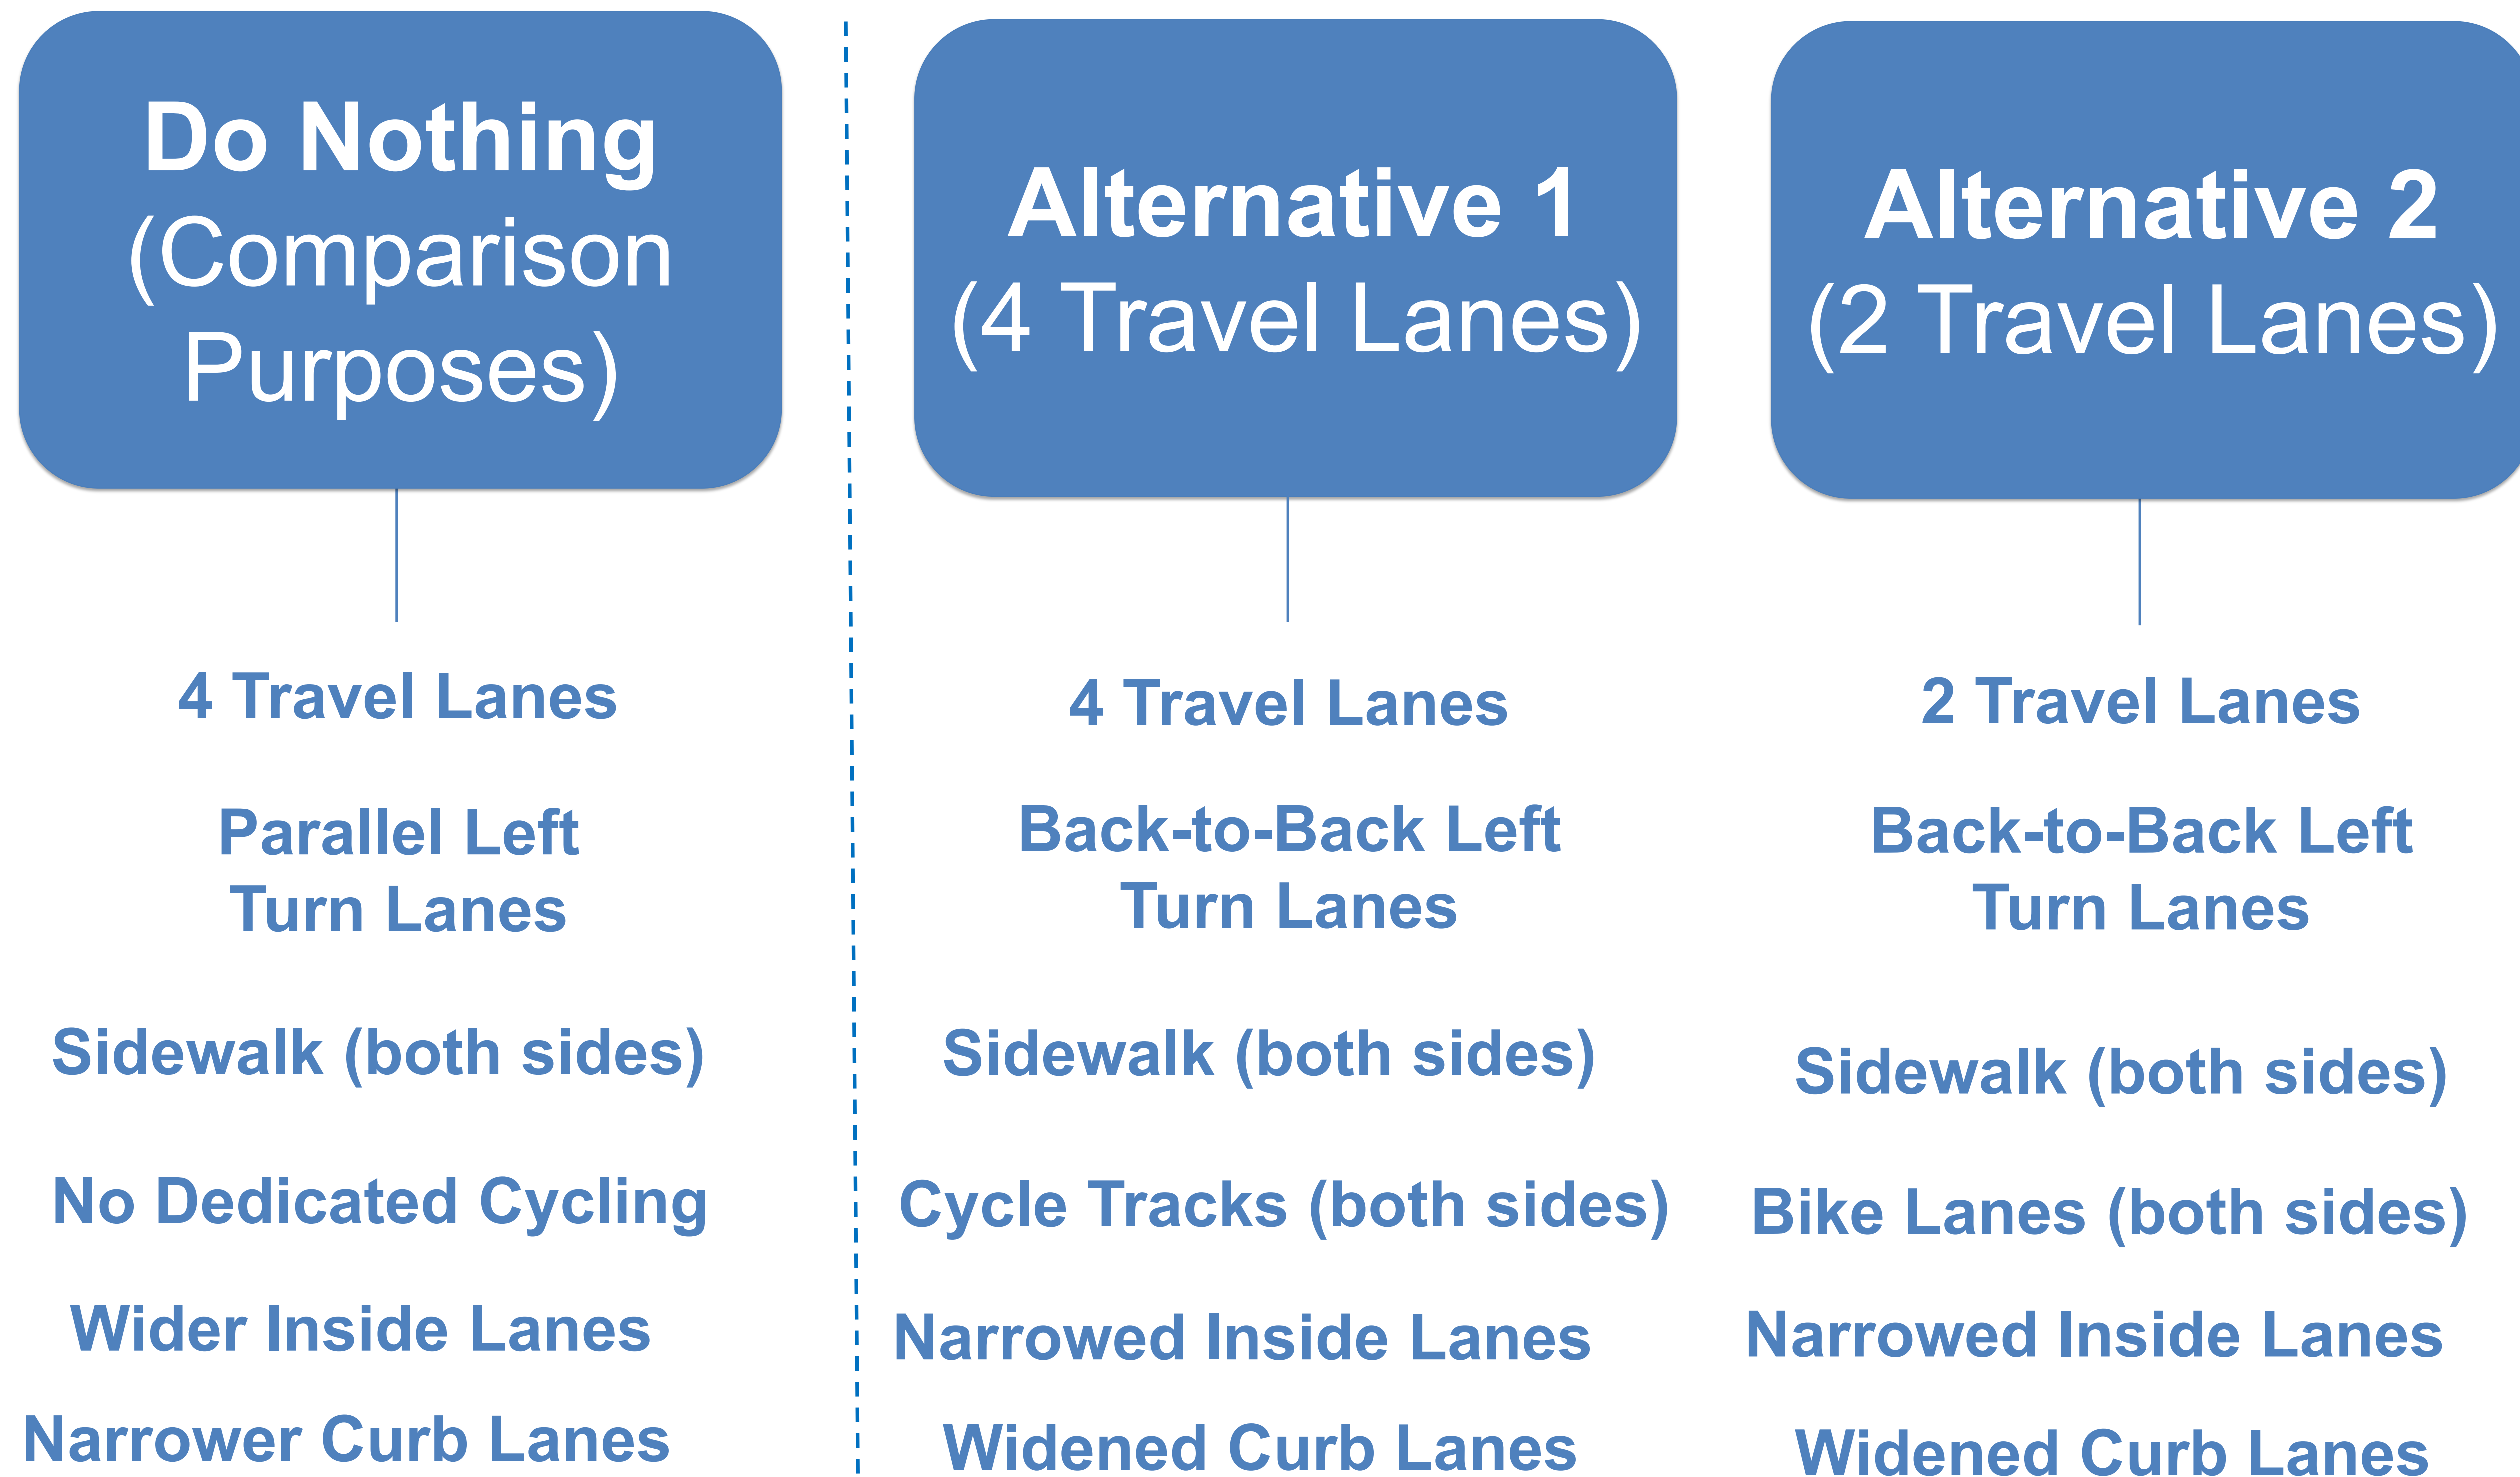 Do Nothing
(Comparison
Purposes)
4 Travel Lanes
Parallel Left
Turn Lanes
Sidewalk (both sides)
No Dedicated Cycling
Wider Inside Lanes
Narrower Curb Lanes
Alternative 1
(4 Travel Lanes)
4 Travel Lanes
Back-to-Back Left
Turn Lanes
Sidewalk (both sides)
Cycle Tracks (both sides)
Narrowed Inside Lanes
Widened Curb Lanes
Alternative 2
(2 Travel Lanes)
2 Travel Lanes
Back-to-Back Left
Turn Lanes
Sidewalk (both sides)
Bike Lanes (both sides)
Narrowed Inside Lanes
Widened Curb Lanes